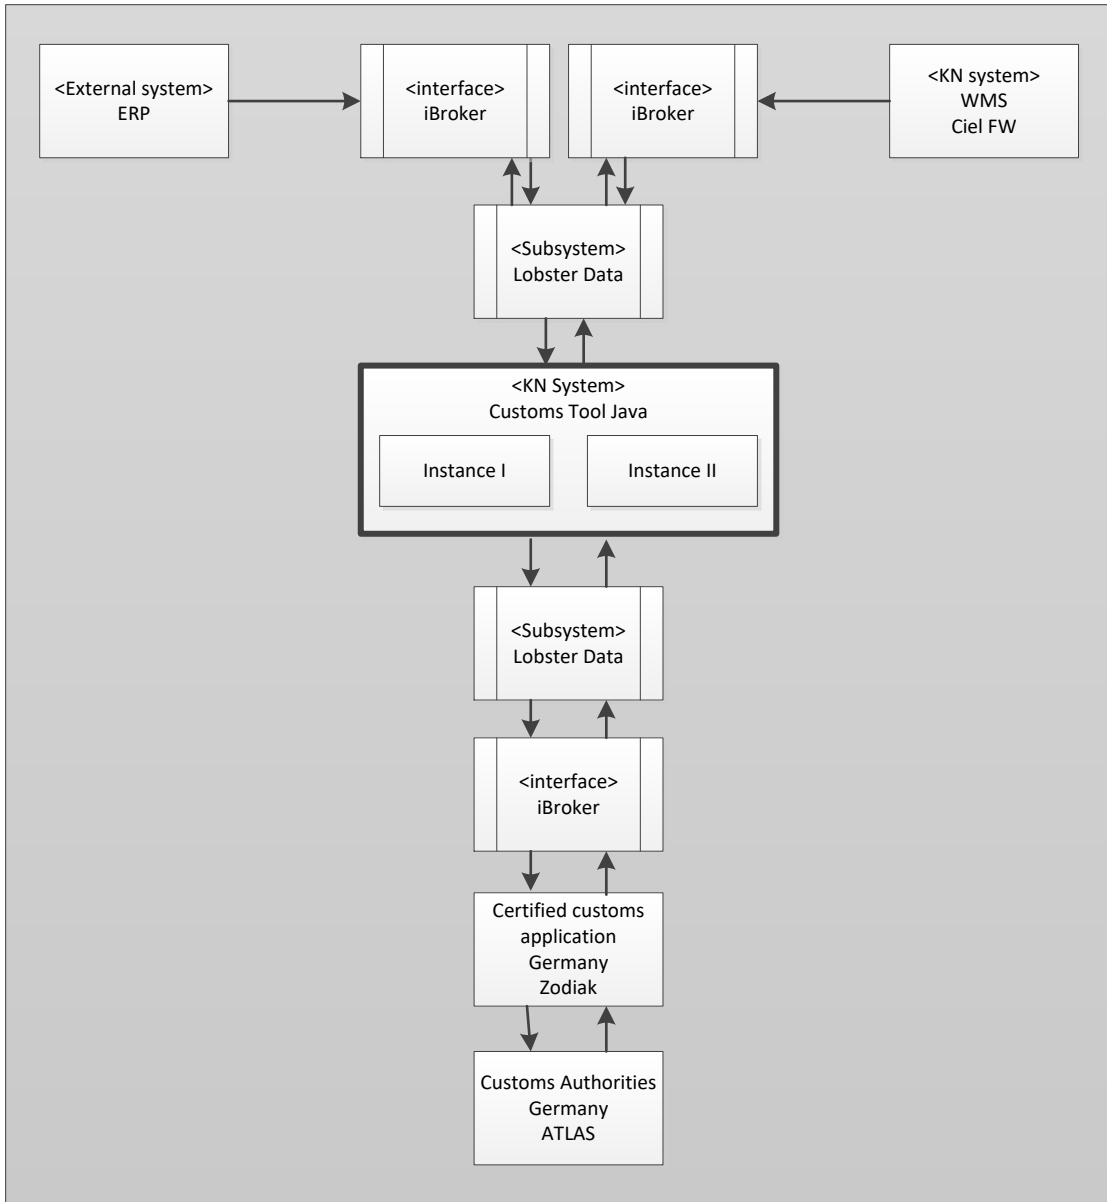 <External system>
ERP
<interface>
iBroker
<interface>
iBroker
<KN system>
WMS
Ciel FW
<Subsystem>
Lobster Data
<KN System>
Customs Tool Java
Instance I
Instance II
<Subsystem>
Lobster Data
<interface>
iBroker
Certified customs
application
Germany
Zodiak
Customs Authorities
Germany
ATLAS